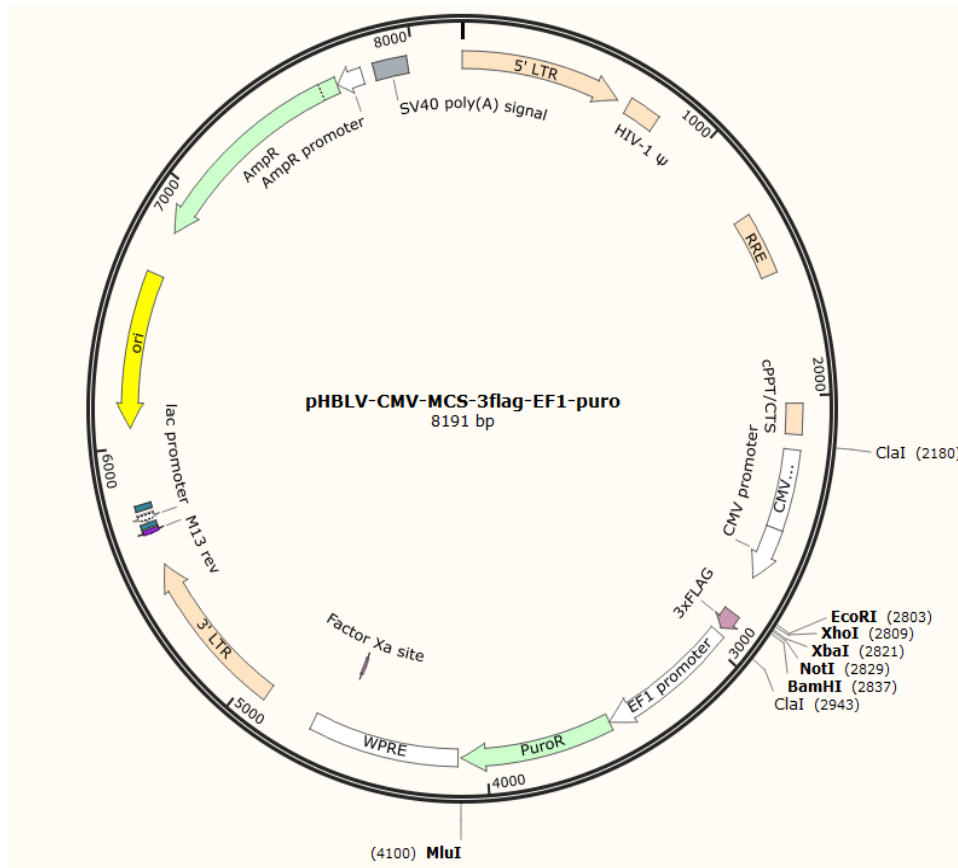 8000
5' LTR
SV40 poly(A) signal
HIV-1 ψ
1000
AmpR
AmpR promoter
7000
RRE
ori
cPPT/CTS
2000
pHBLV-CMV-MCS-3flag-EF1-puro
8191 bp
ClaI (2180)
CMV promoter
CMV...
lac promoter
6000
M13 rev
3xFLAG
EcoRI (2803)
XhoI (2809)
XbaI (2821)
NotI (2829)
BamHI (2837)
ClaI (2943)
3000
3' LTR
Factor Xa site
EF1 promoter
5000
WPRE
PuroR
4000
(4100) MluI